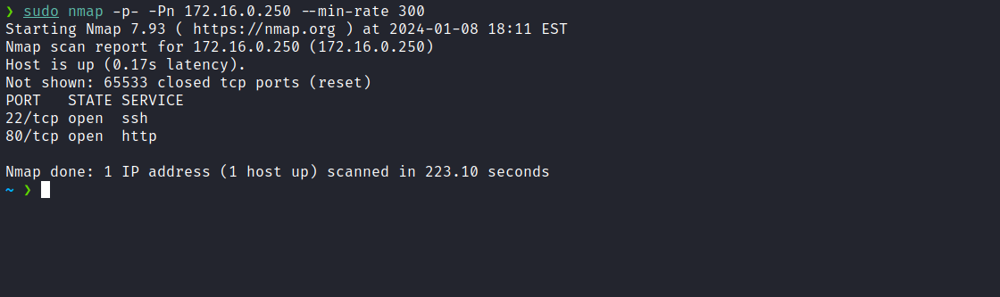 ❯ sudo nmap -p- -Pn 172.16.0.250 --min-rate 300
Starting Nmap 7.93 ( https://nmap.org ) at 2024-01-08 18:11 EST
Nmap scan report for 172.16.0.250 (172.16.0.250)
Host is up (0.17s latency).
Not shown: 65533 closed tcp ports (reset)
PORT   STATE SERVICE
22/tcp open  ssh
80/tcp open  http
Nmap done: 1 IP address (1 host up) scanned in 223.10 seconds
~ ❯